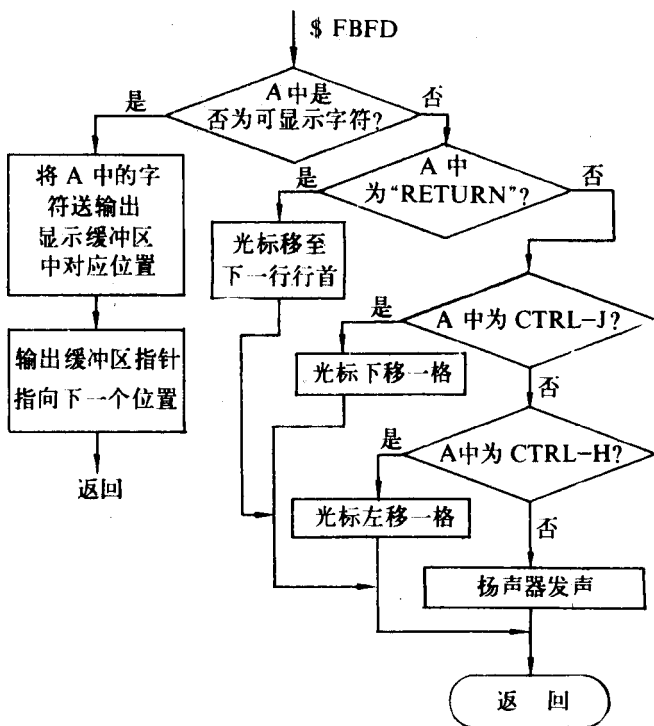 $ FBFD
A中是
否为可显示字符?
是
否
将 A 中的字
符送输出
显示缓冲区
中对应位置
输出缓冲区指针
指向下一个位置
返回
A 中
为“RETURN”?
是
否
光标移至
下一行行首
A 中为 CTRL-J?
是
否
光标下移一格
A中为 CTRL-H?
是
否
光标左移一格
扬声器发声
返 回